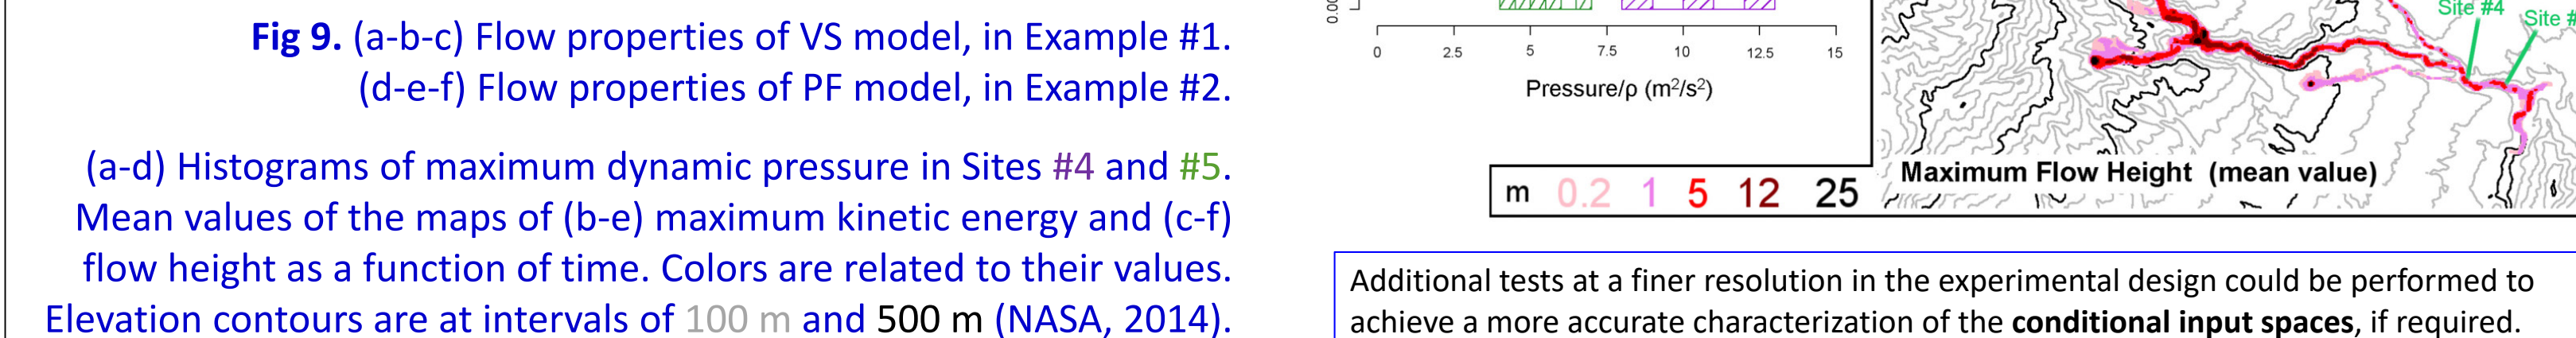 Fig 9. (a-b-c) Flow properties of VS model, in Example #1.
(d-e-f) Flow properties of PF model, in Example #2.
(a-d) Histograms of maximum dynamic pressure in Sites #4 and #5.
Mean values of the maps of (b-e) maximum kinetic energy and (c-f)
flow height as a function of time. Colors are related to their values.
Elevation contours are at intervals of 100 m and 500 m (NASA, 2014).
0 2.5 5 7.5 10 12.5 15
Pressure/ρ (m²/s²)
m 0.2 1 5 12 25
Site #4
Site #
Maximum Flow Height (mean value)
Additional tests at a finer resolution in the experimental design could be performed to
achieve a more accurate characterization of the conditional input spaces, if required.